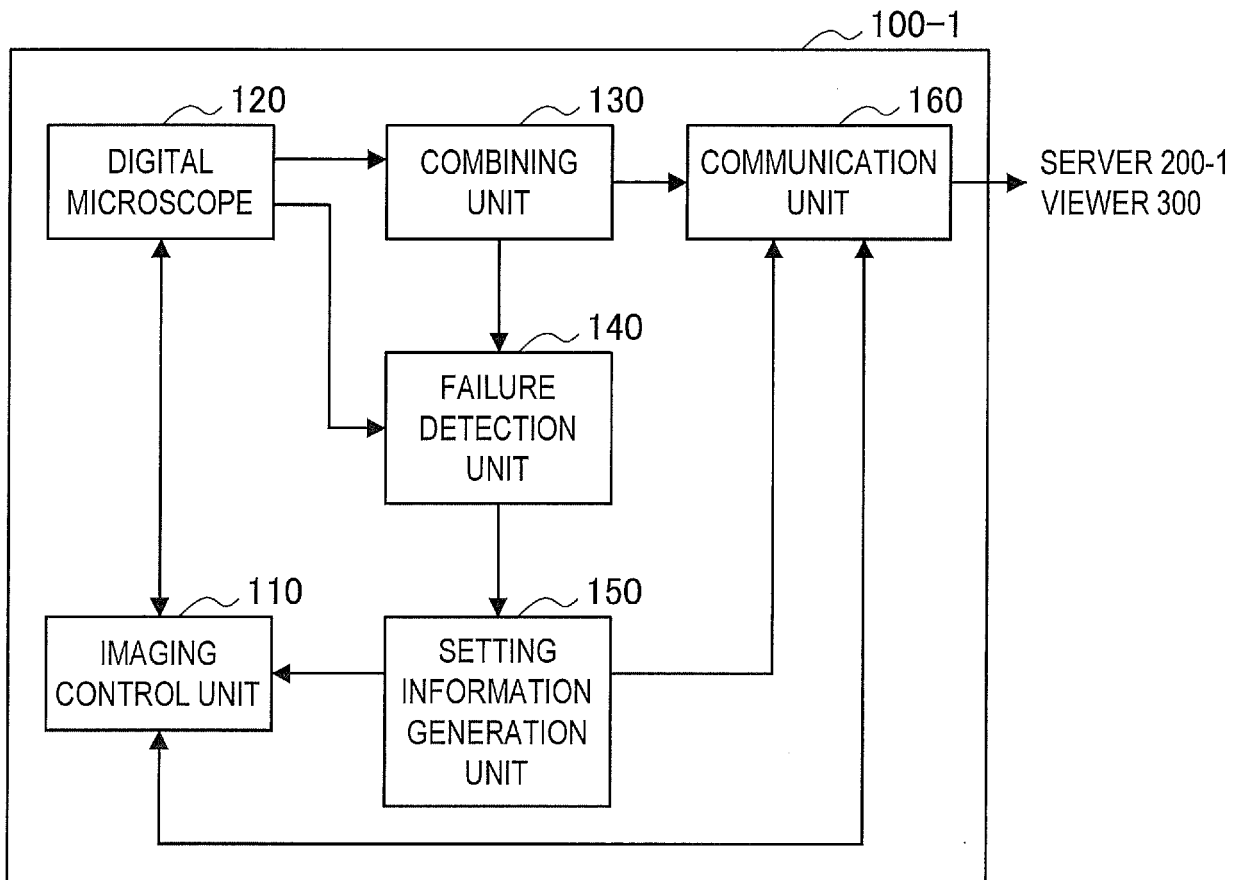 100-1
120
DIGITAL
MICROSCOPE
130
COMBINING
UNIT
160
COMMUNICATION
UNIT
SERVER 200-1
VIEWER 300
140
FAILURE
DETECTION
UNIT
110
IMAGING
CONTROL UNIT
150
SETTING
INFORMATION
GENERATION
UNIT